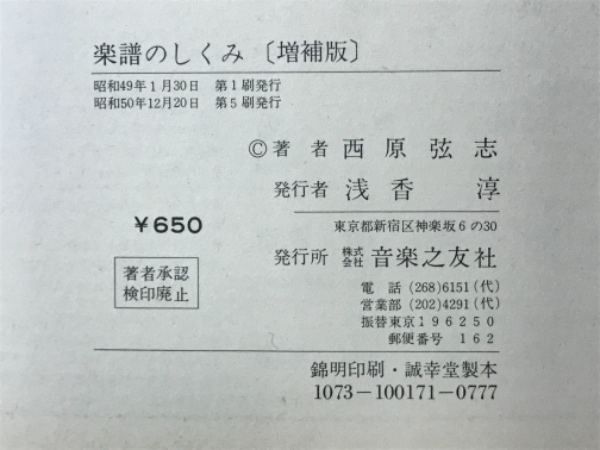 楽譜のしくみ〔増補版〕
昭和49年1月30日 第1刷発行
昭和50年12月20日 第5刷発行
©著者 西原弦志
発行者 浅香淳
¥650
東京都新宿区神楽坂6の30
発行所 株式会社 音楽之友社
著者承認
検印廃止
電話 (268)6151(代)
営業部 (202)4291(代)
振替東京196250
郵便番号 162
錦明印刷・誠幸堂製本
1073−100171−0777